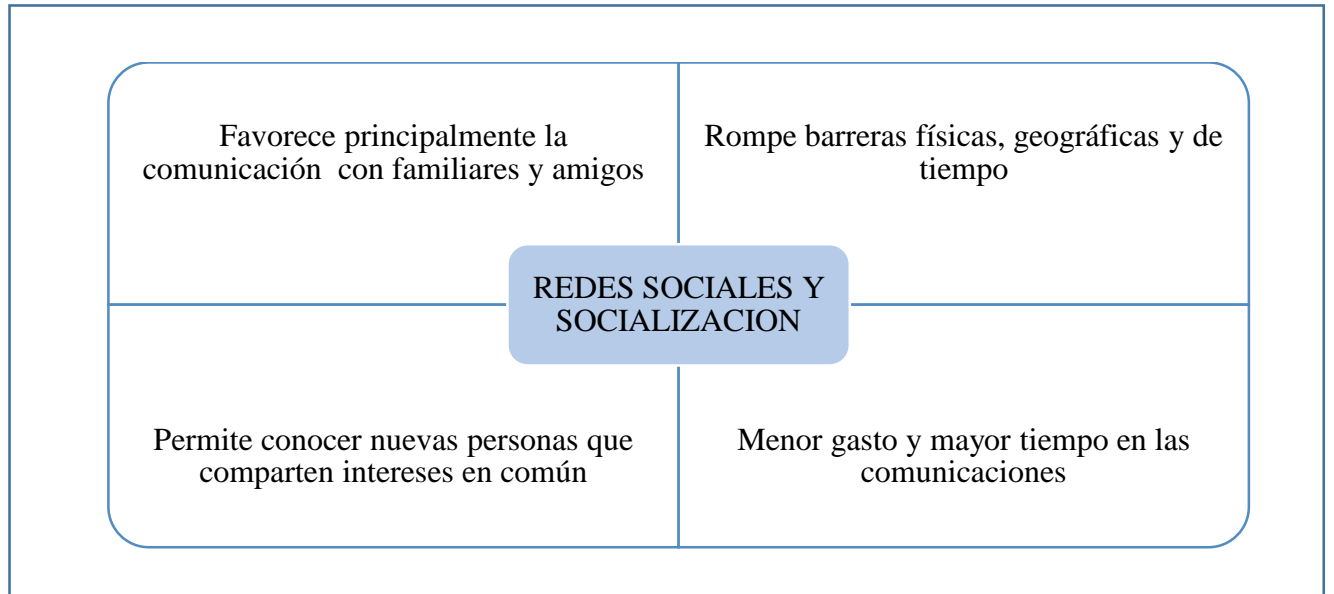 Favorece principalmente la
comunicación  con familiares y amigos
Rompe barreras físicas, geográficas y de
tiempo
REDES SOCIALES Y
SOCIALIZACION
Permite conocer nuevas personas que
comparten intereses en común
Menor gasto y mayor tiempo en las
comunicaciones